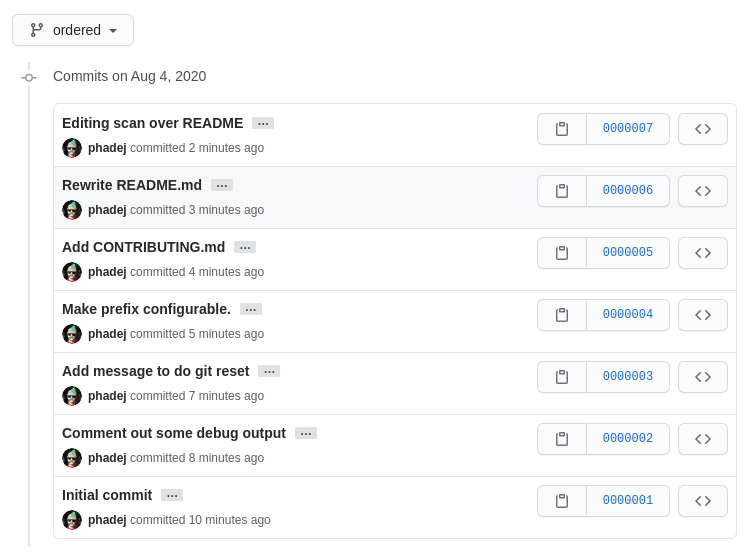 ordered
Commits on Aug 4, 2020
Editing scan over README …
phadej committed 2 minutes ago
0000007
Rewrite README.md …
phadej committed 3 minutes ago
0000006
Add CONTRIBUTING.md …
phadej committed 4 minutes ago
0000005
Make prefix configurable. …
phadej committed 5 minutes ago
0000004
Add message to do git reset …
phadej committed 7 minutes ago
0000003
Comment out some debug output …
phadej committed 8 minutes ago
0000002
Initial commit …
phadej committed 10 minutes ago
0000001